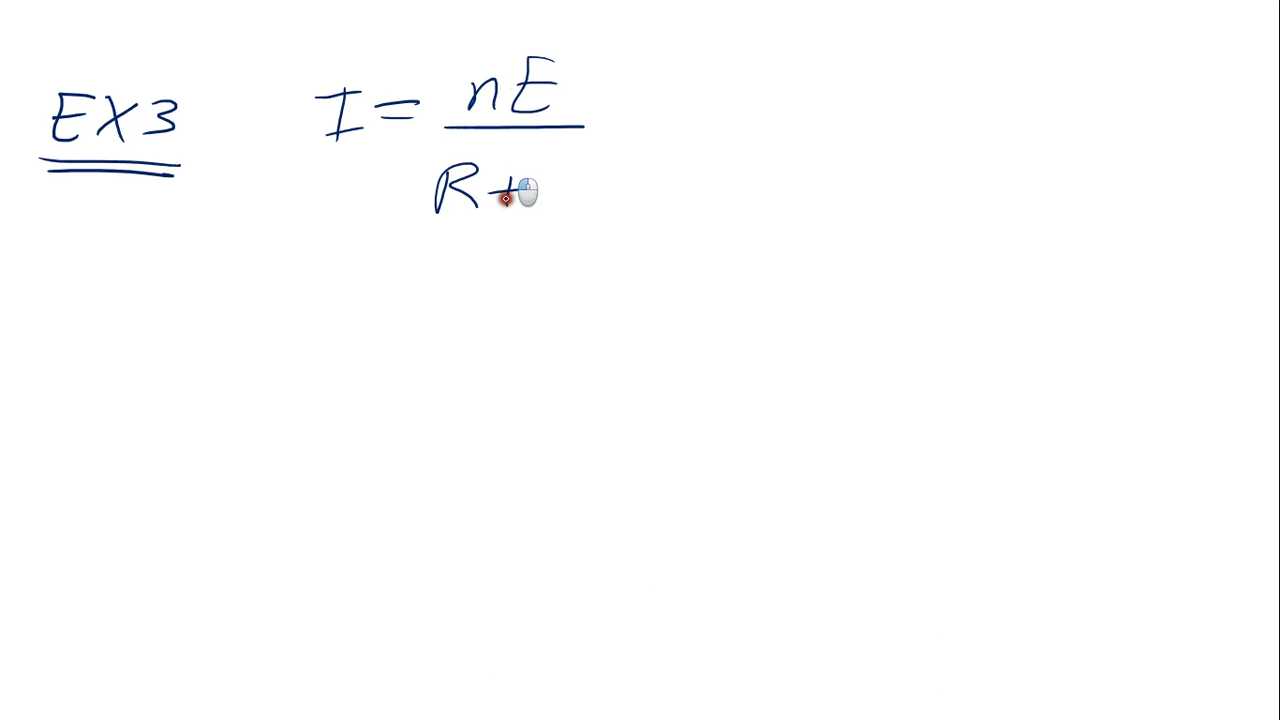 EX3 I = nE
R+